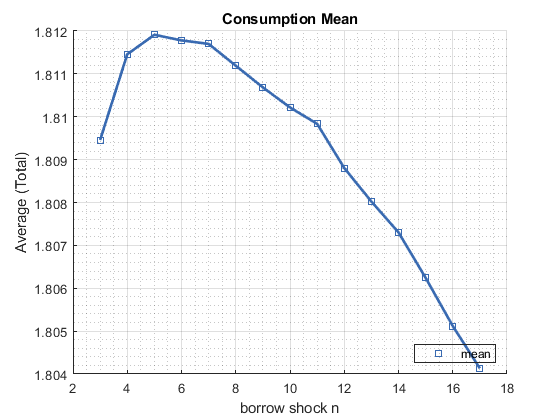 Consumption Mean
1.812
1.811
1.81
1.809
1.808
1.807
1.806
1.805
1.804
Average (Total)
mean
2 4 6 8 10 12 14 16 18
borrow shock n